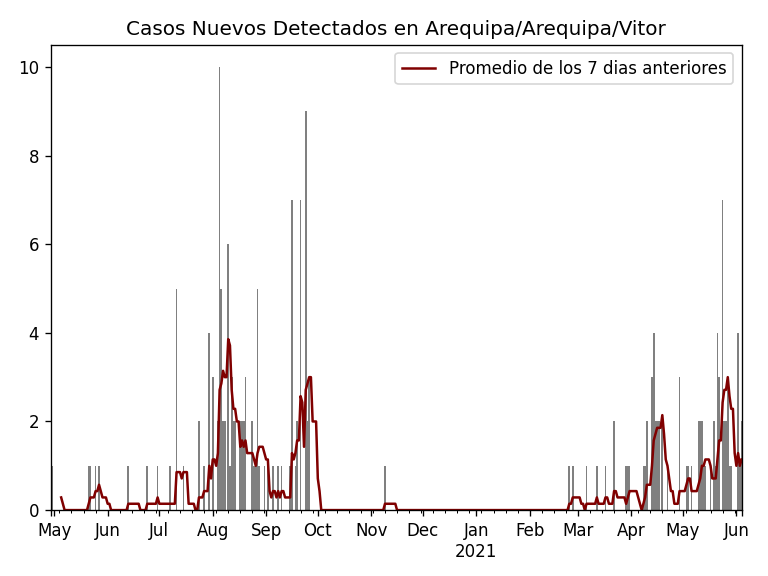 Casos Nuevos Detectados en Arequipa/Arequipa/Vitor
Promedio de los 7 dias anteriores
10
8
6
4
2
0
May Jun Jul Aug Sep Oct Nov Dec Jan Feb Mar Apr May Jun
2021